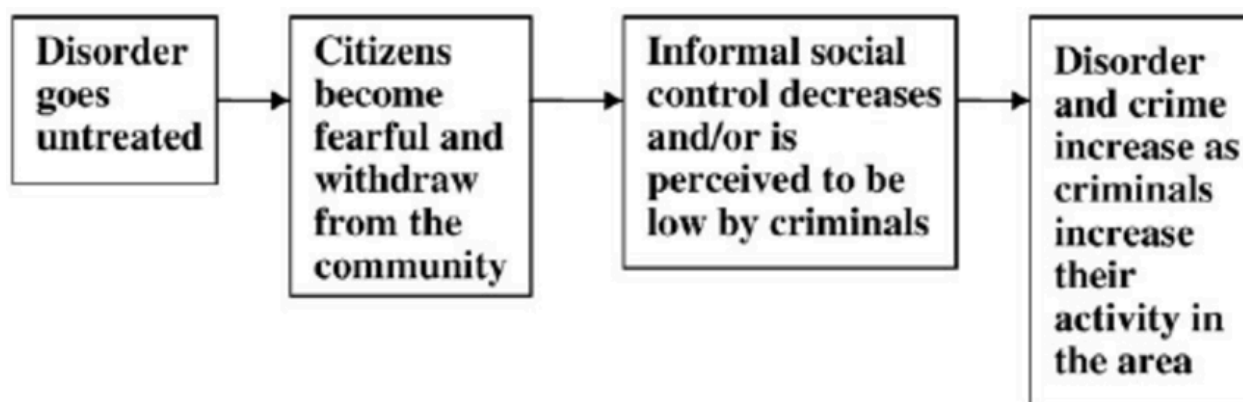 Disorder
goes
untreated
Citizens
become
fearful and
withdraw
from the
community
Informal social
control decreases
and/or is
perceived to be
low by criminals
Disorder
and crime
increase as
criminals
increase
their
activity in
the area